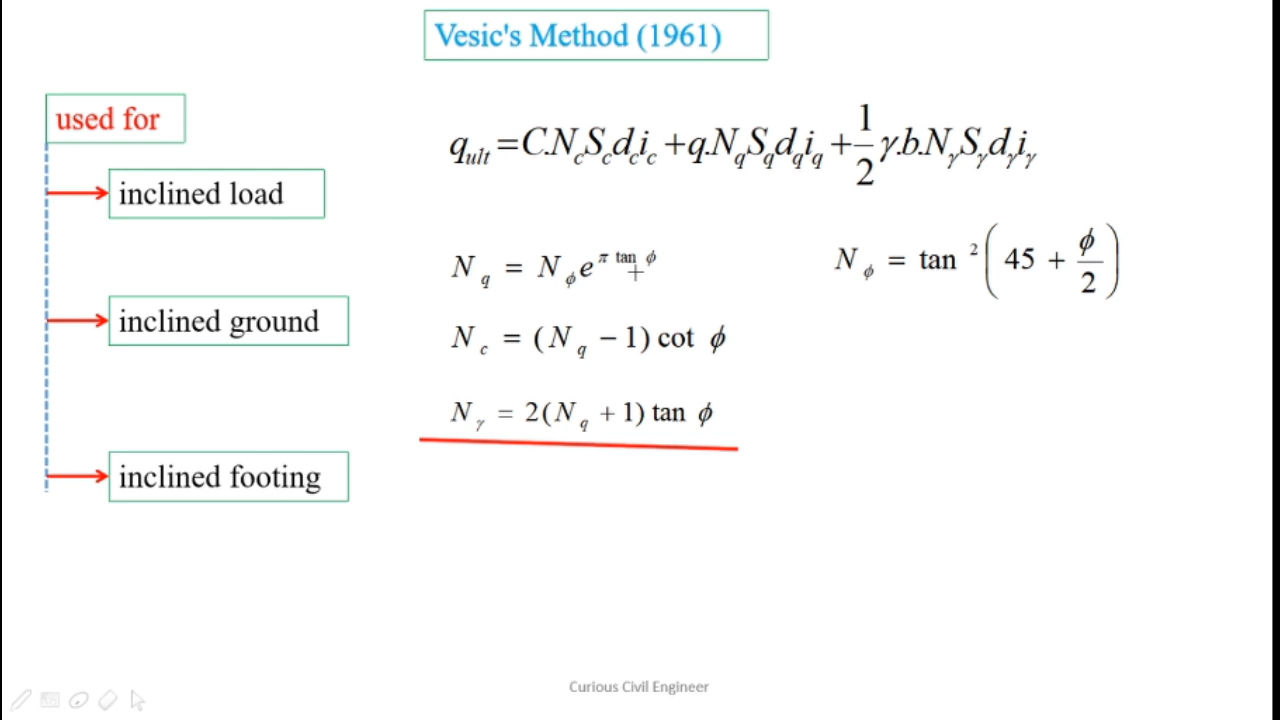 Vesic's Method (1961)
used for
inclined load
inclined ground
inclined footing
q_ult = C.N_c S_c d_c i_c + q.N_q S_q d_q i_q + 1/2 γ.b.N_γ S_γ d_γ i_γ
N_q = N_ϕ e^(π tan ϕ)
N_ϕ = tan^2 (45 + ϕ/2)
N_c = (N_q − 1) cot ϕ
N_γ = 2(N_q + 1) tan ϕ
Curious Civil Engineer